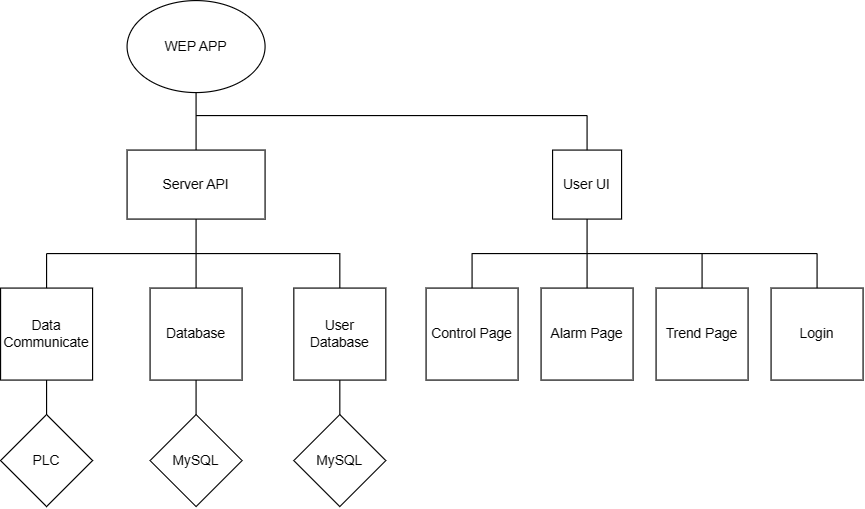 WEP APP
Server API
User UI
Data
Communicate
Database
User
Database
Control Page
Alarm Page
Trend Page
Login
PLC
MySQL
MySQL